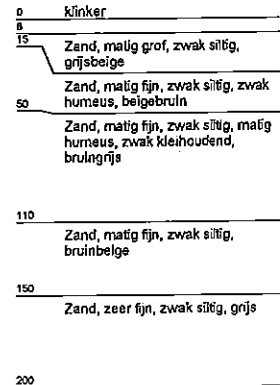 0 klinker
8
15 Zand, matig grof, zwak siltig,
grijsbeige
Zand, matig fijn, zwak siltig, zwak
humeus, beigebruin
50
Zand, matig fijn, zwak siltig, matig
humeus, zwak kleihoudend,
bruingrijs
110
Zand, matig fijn, zwak siltig,
bruinbeige
150
Zand, zeer fijn, zwak siltig, grijs
200